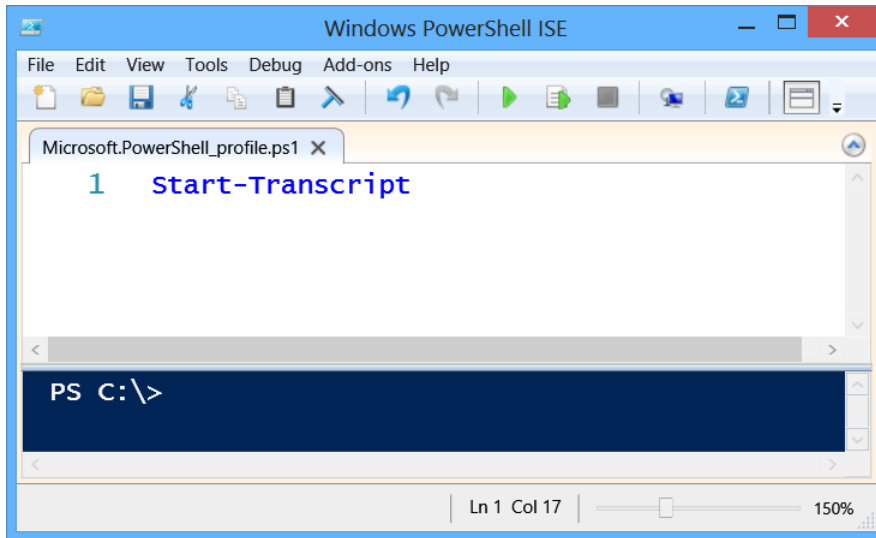 Windows PowerShell ISE
File Edit View Tools Debug Add-ons Help
Microsoft.PowerShell_profile.ps1
1 Start-Transcript
PS C:\>
Ln 1 Col 17 150%